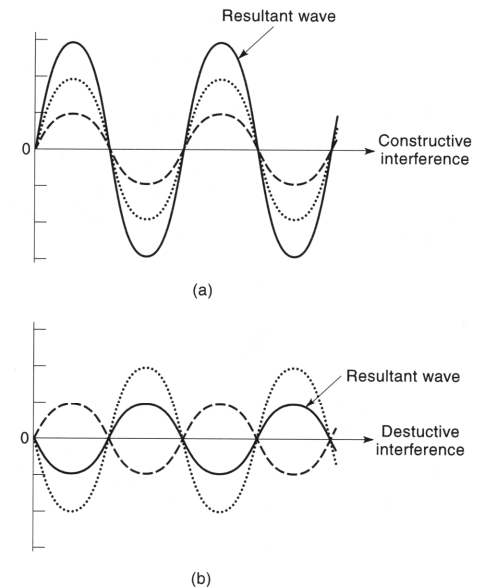 Resultant wave
0
Constructive
interference
(a)
Resultant wave
0
Destuctive
interference
(b)